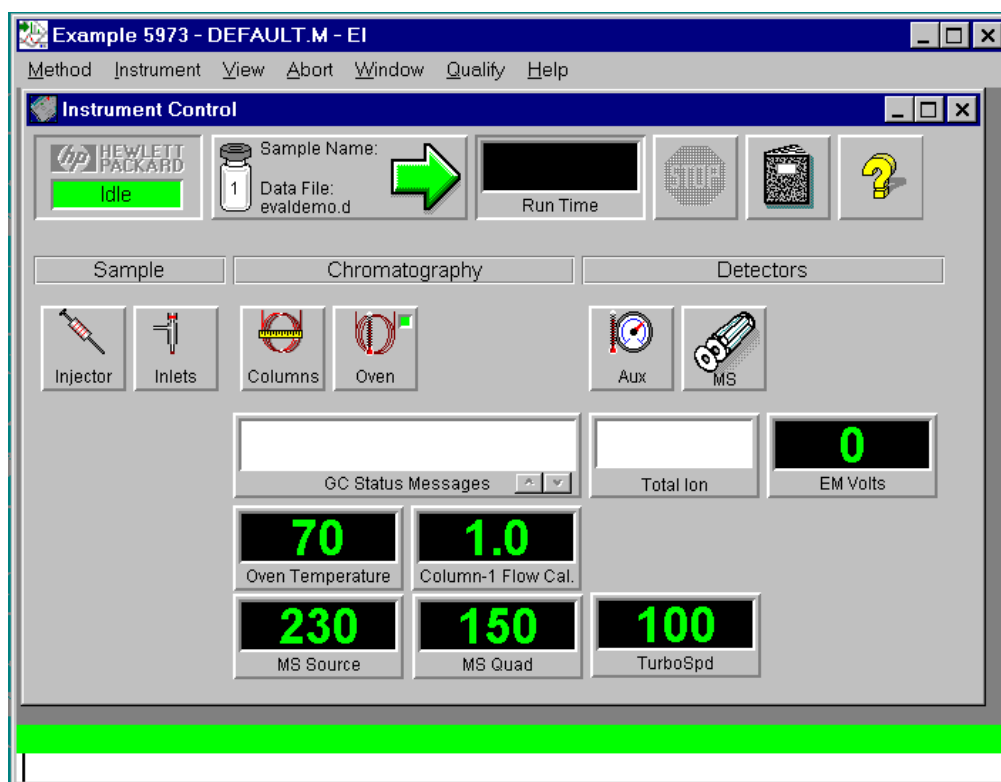 Example 5973 - DEFAULT.M - EI
Method Instrument View Abort Window Qualify Help
Instrument Control
hp HEWLETT
PACKARD
Idle
1
Sample Name:
Data File:
evaldemo.d
Run Time
STOP
Sample
Chromatography
Detectors
Injector
Inlets
Columns
Oven
Aux
MS
GC Status Messages
Total Ion
0
EM Volts
70
Oven Temperature
1.0
Column-1 Flow Cal.
230
MS Source
150
MS Quad
100
TurboSpd